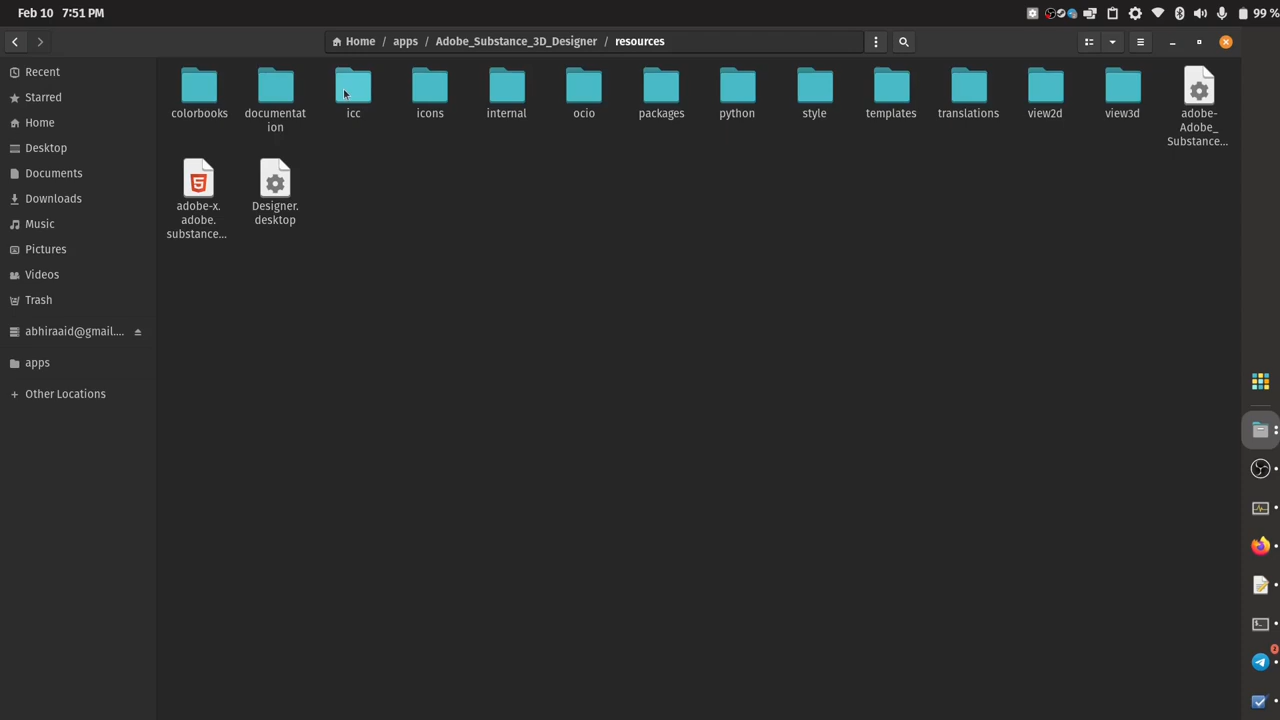 Feb 10 7:51 PM
99 %
Home / apps / Adobe_Substance_3D_Designer / resources
Recent
Starred
Home
Desktop
Documents
Downloads
Music
Pictures
Videos
Trash
abhiraaid@gmail....
apps
Other Locations
colorbooks
documentat
ion
icc
icons
internal
ocio
packages
python
style
templates
translations
view2d
view3d
adobe-
Adobe_
Substance...
adobe-x.
adobe.
substance...
Designer.
desktop